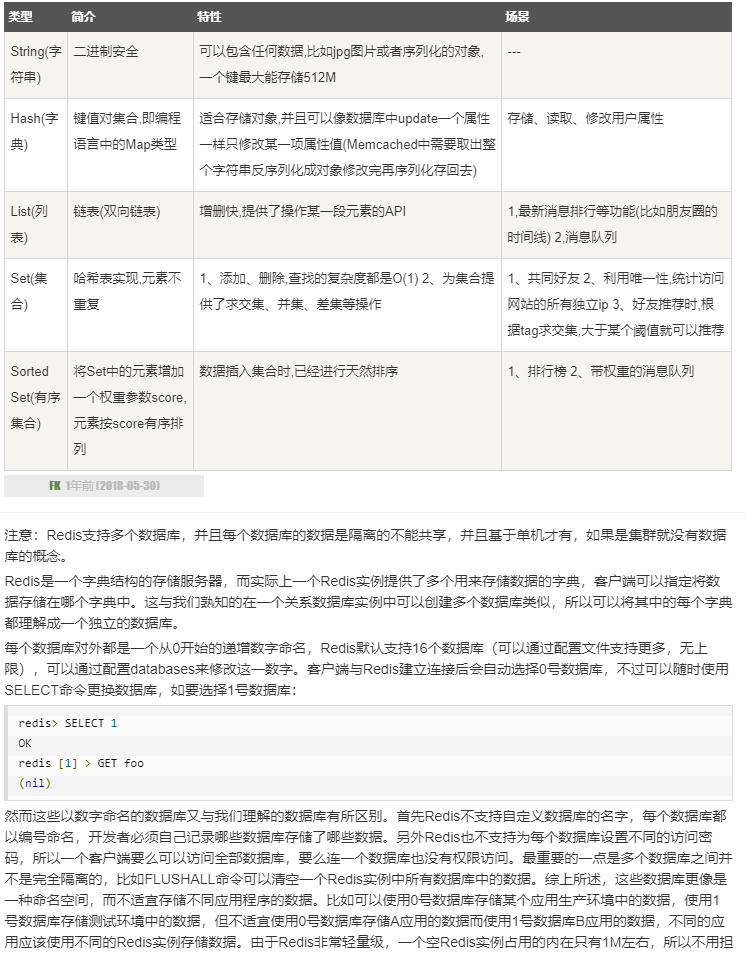 类型 简介 特性 场景
String(字 二进制安全 可以包含任何数据,比如jpg图片或者序列化的对象, ---
符串) 一个键最大能存储512M
Hash(字 键值对集合,即编程 适合存储对象,并且可以像数据库中update一个属性 存储、读取、修改用户属性
典) 语言中的Map类型 一样只修改某一项属性值(Memcached中需要取出整
个字符串反序列化成对象修改完再序列化存回去)
List(列 链表(双向链表) 增删快,提供了操作某一段元素的API 1,最新消息排行等功能(比如朋友圈的
表) 时间线) 2,消息队列
Set(集 哈希表实现,元素不 1、添加、删除,查找的复杂度都是O(1) 2、为集合提 1、共同好友 2、利用唯一性,统计访问
合) 重复 供了求交集、并集、差集等操作 网站的所有独立ip 3、好友推荐时,根
据tag求交集,大于某个阈值就可以推荐
Sorted 将Set中的元素增加 数据插入集合时,已经进行天然排序 1、排行榜 2、带权重的消息队列
Set(有序 一个权重参数score,
集合) 元素按score有序排
列
FK 1年前 (2018-05-30)
注意：Redis支持多个数据库，并且每个数据库的数据是隔离的不能共享，并且基于单机才有，如果是集群就没有数据
库的概念。
Redis是一个字典结构的存储服务器，而实际上一个Redis实例提供了多个用来存储数据的字典，客户端可以指定将数
据存储在哪个字典中。这与我们熟知的在一个关系数据库实例中可以创建多个数据库类似，所以可以将其中的每个字典
都理解成一个独立的数据库。
每个数据库对外都是一个从0开始的递增数字命名，Redis默认支持16个数据库（可以通过配置文件支持更多，无上
限），可以通过配置databases来修改这一数字。客户端与Redis建立连接后会自动选择0号数据库，不过可以随时使用
SELECT命令更换数据库，如要选择1号数据库：
redis> SELECT 1
OK
redis [1] > GET foo
(nil)
然而这些以数字命名的数据库又与我们理解的数据库有所区别。首先Redis不支持自定义数据库的名字，每个数据库都
以编号命名，开发者必须自己记录哪些数据库存储了哪些数据。另外Redis也不支持为每个数据库设置不同的访问密
码，所以一个客户端要么可以访问全部数据库，要么连一个数据库也没有权限访问。最重要的一点是多个数据库之间并
不是完全隔离的，比如FLUSHALL命令可以清空一个Redis实例中所有数据库中的数据。综上所述，这些数据库更像是
一种命名空间，而不适宜存储不同应用程序的数据。比如可以使用0号数据库存储某个应用生产环境中的数据，使用1
号数据库存储测试环境中的数据，但不适宜使用0号数据库存储A应用的数据而使用1号数据库B应用的数据，不同的应
用应该使用不同的Redis实例存储数据。由于Redis非常轻量级，一个空Redis实例占用的内在只有1M左右，所以不用担